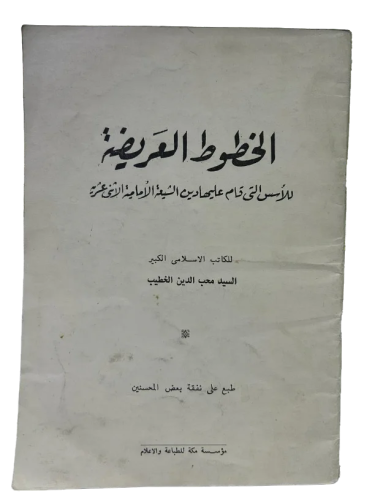 الخطوط العريضة
للأسس التي قام عليها دين الشيعة الإمامية الاثني عشرية
للكاتب الاسلامى الكبير
السيد محب الدين الخطيب
طبع على نفقة بعض المحسنين
مؤسسة مكة للطباعة والاعلام